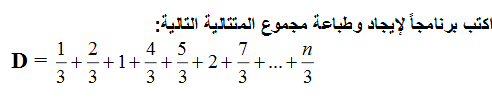 اكتب برنامجاً لإيجاد وطباعة مجموع المتتالية التالية:
D = 1/3 + 2/3 + 1 + 4/3 + 5/3 + 2 + 7/3 + ... + n/3